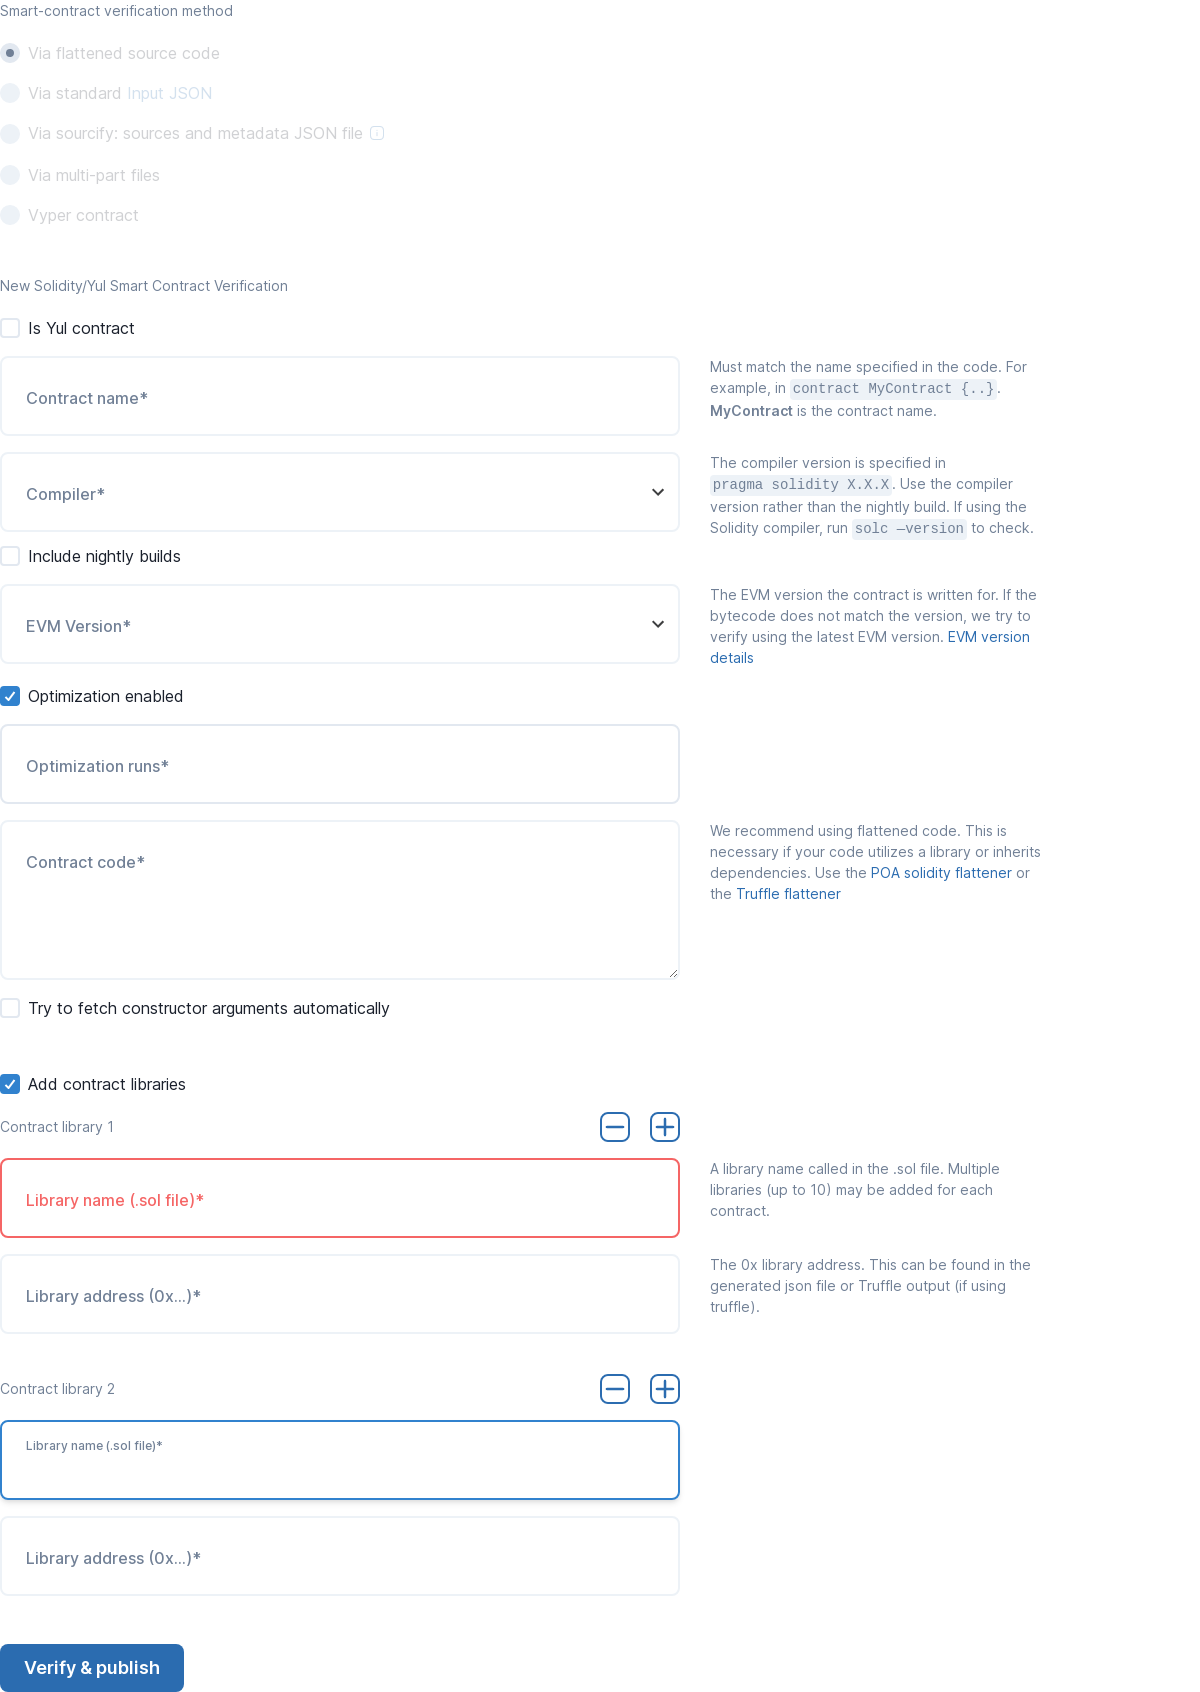 Smart-contract verification method
Via flattened source code
Via standard Input JSON
Via sourcify: sources and metadata JSON file
Via multi-part files
Vyper contract
New Solidity/Yul Smart Contract Verification
Is Yul contract
Contract name*
Must match the name specified in the code. For
example, in contract MyContract {..}.
MyContract is the contract name.
Compiler*
The compiler version is specified in
pragma solidity X.X.X. Use the compiler
version rather than the nightly build. If using the
Solidity compiler, run solc —version to check.
Include nightly builds
EVM Version*
The EVM version the contract is written for. If the
bytecode does not match the version, we try to
verify using the latest EVM version. EVM version
details
Optimization enabled
Optimization runs*
Contract code*
We recommend using flattened code. This is
necessary if your code utilizes a library or inherits
dependencies. Use the POA solidity flattener or
the Truffle flattener
Try to fetch constructor arguments automatically
Add contract libraries
Contract library 1
Library name (.sol file)*
A library name called in the .sol file. Multiple
libraries (up to 10) may be added for each
contract.
Library address (0x...)*
The 0x library address. This can be found in the
generated json file or Truffle output (if using
truffle).
Contract library 2
Library name (.sol file)*
Library address (0x...)*
Verify & publish